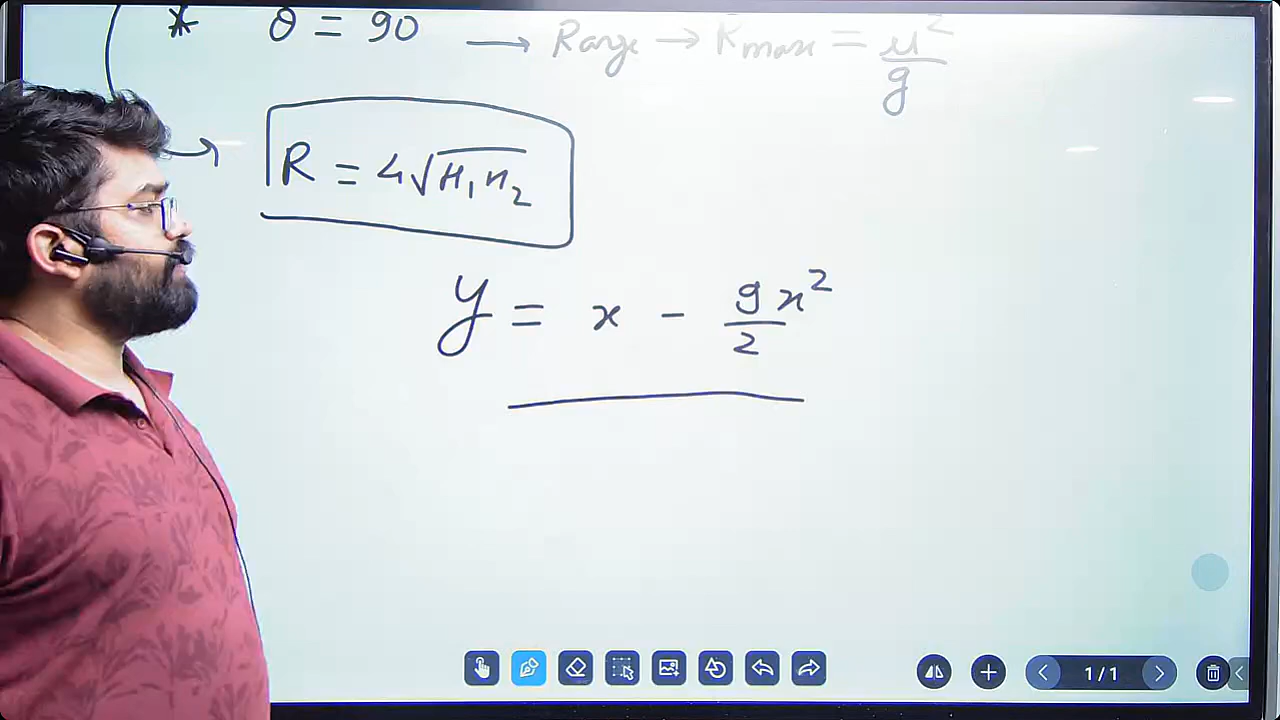 * θ = 90 → Range → Rmax = u²/g
→ R = 4√H₁H₂
y = x - gx²/2
1/1